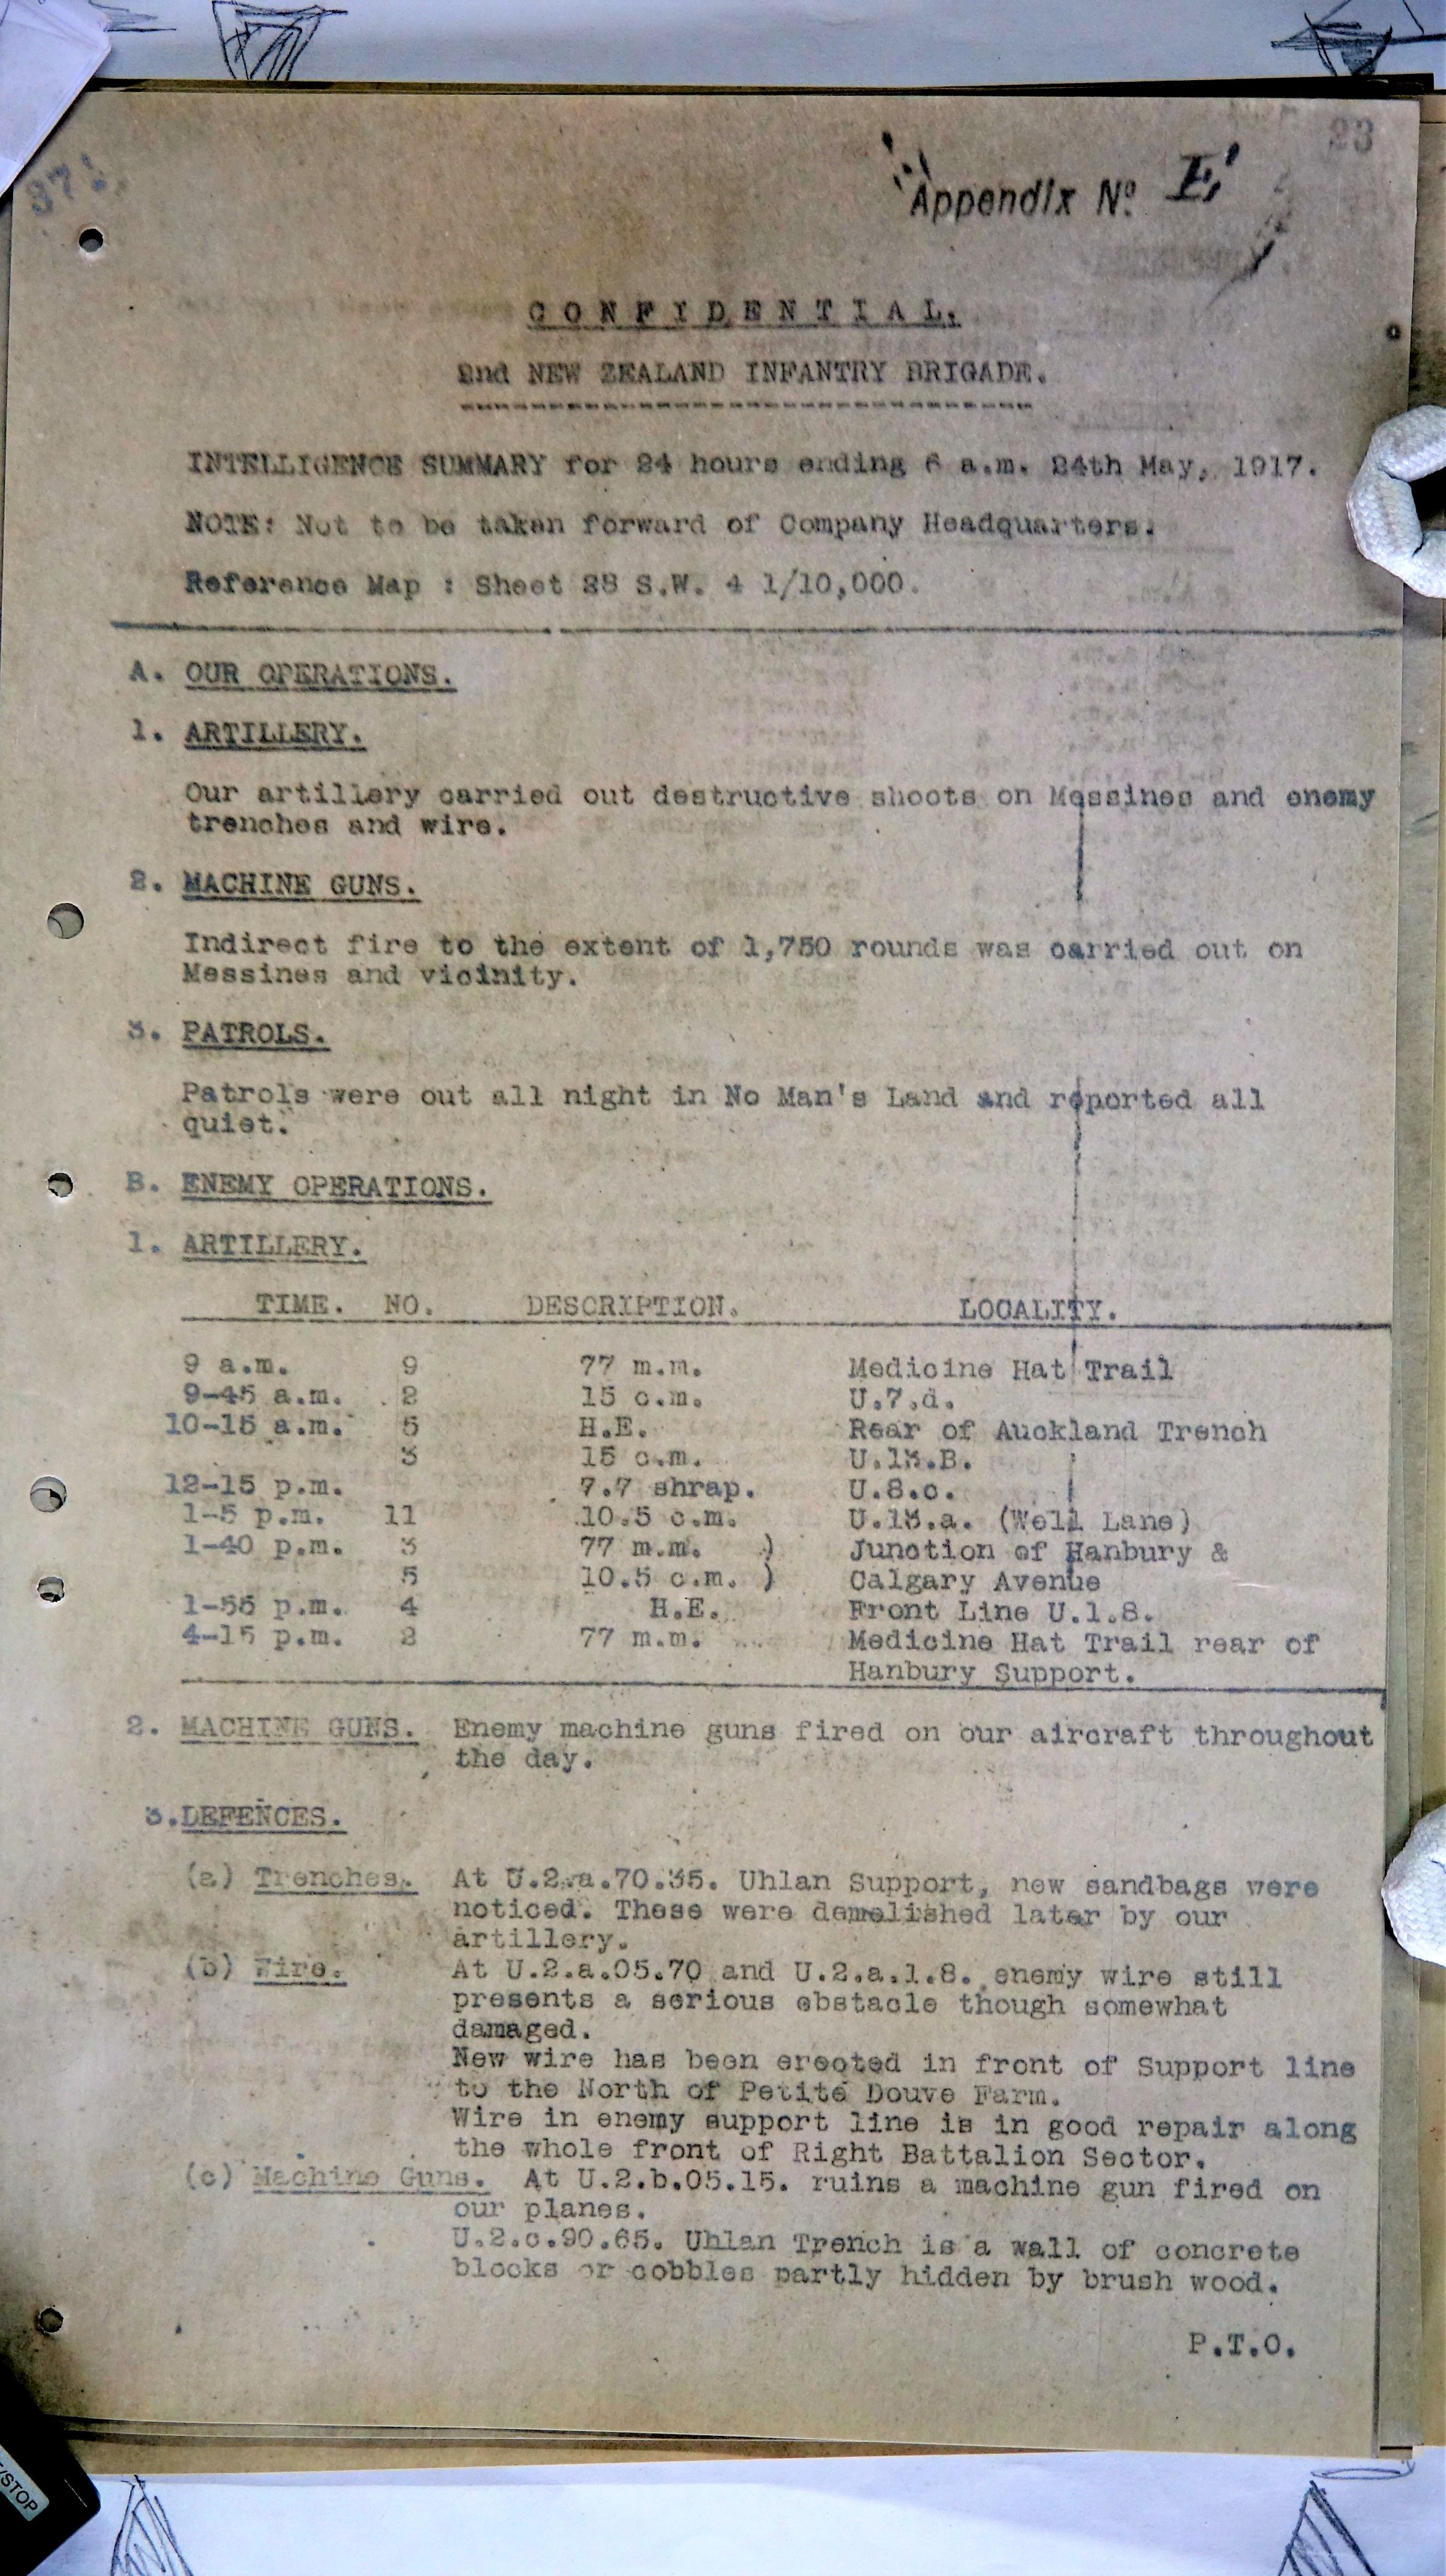 23
Appendix Nº E
CONFIDENTIAL.
2nd NEW ZEALAND INFANTRY BRIGADE.
INTELLIGENCE SUMMARY for 24 hours ending 6 a.m. 24th May, 1917.
NOTE: Not to be taken forward of Company Headquarters.
Reference Map : Sheet 28 S.W. 4 1/10,000.
A. OUR OPERATIONS.
1. ARTILLERY.
Our artillery carried out destructive shoots on Messines and enemy
trenches and wire.
2. MACHINE GUNS.
Indirect fire to the extent of 1,750 rounds was carried out on
Messines and vicinity.
3. PATROLS.
Patrols were out all night in No Man's Land and reported all
quiet.
B. ENEMY OPERATIONS.
1. ARTILLERY.
TIME. NO. DESCRIPTION. LOCALITY.
9 a.m. 9 77 m.m. Medicine Hat Trail
9-45 a.m. 2 15 c.m. U.7.d.
10-15 a.m. 5 H.E. Rear of Auckland Trench
3 15 c.m. U.13.B.
12-15 p.m. 7.7 shrap. U.8.c.
1-5 p.m. 11 10.5 c.m. U.13.a. (Well Lane)
1-40 p.m. 3 77 m.m. ) Junction of Hanbury &
5 10.5 c.m. ) Calgary Avenue
1-55 p.m. 4 H.E. Front Line U.1.8.
4-15 p.m. 2 77 m.m. Medicine Hat Trail rear of
Hanbury Support.
2. MACHINE GUNS. Enemy machine guns fired on our aircraft throughout
the day.
3. DEFENCES.
(a) Trenches. At U.2.a.70.35. Uhlan Support, new sandbags were
noticed. These were demolished later by our
artillery.
(b) Wire. At U.2.a.05.70 and U.2.a.1.8. enemy wire still
presents a serious obstacle though somewhat
damaged.
New wire has been erected in front of Support line
to the North of Petite Douve Farm.
Wire in enemy support line is in good repair along
the whole front of Right Battalion Sector.
(c) Machine Guns. At U.2.b.05.15. ruins a machine gun fired on
our planes.
U.2.c.90.65. Uhlan Trench is a wall of concrete
blocks or cobbles partly hidden by brush wood.
P.T.O.
/STOP